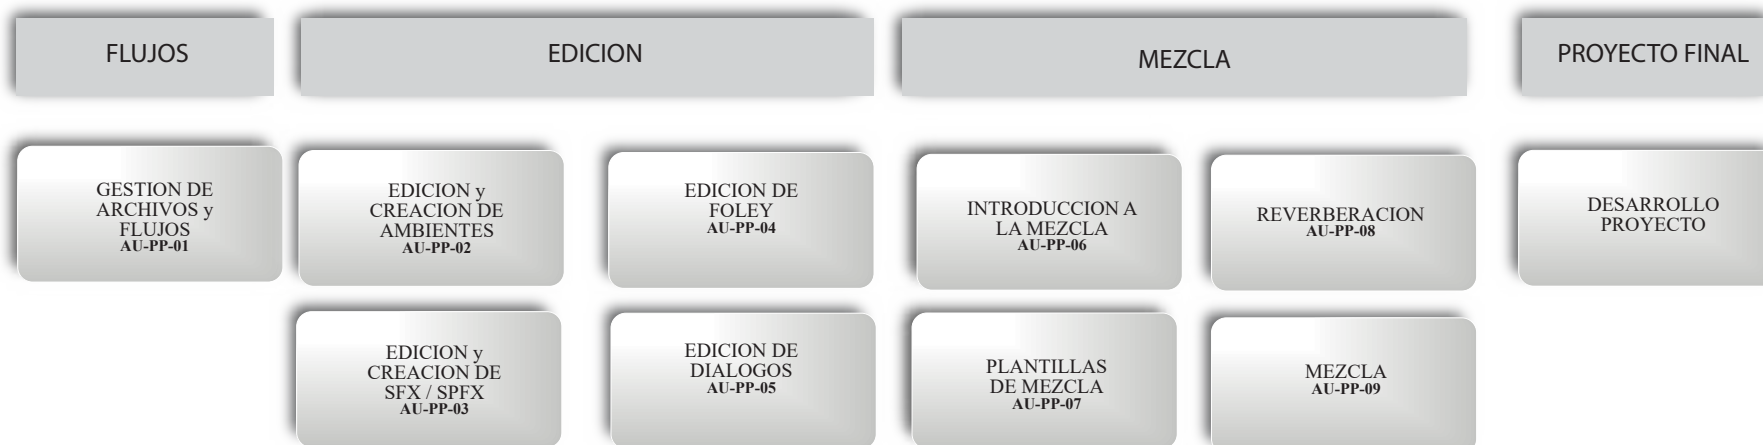 FLUJOS
EDICION
MEZCLA
PROYECTO FINAL
GESTION DE
ARCHIVOS y
FLUJOS
AU-PP-01
EDICION y
CREACION DE
AMBIENTES
AU-PP-02
EDICION DE
FOLEY
AU-PP-04
INTRODUCCION A
LA MEZCLA
AU-PP-06
REVERBERACION
AU-PP-08
DESARROLLO
PROYECTO
EDICION y
CREACION DE
SFX / SPFX
AU-PP-03
EDICION DE
DIALOGOS
AU-PP-05
PLANTILLAS
DE MEZCLA
AU-PP-07
MEZCLA
AU-PP-09